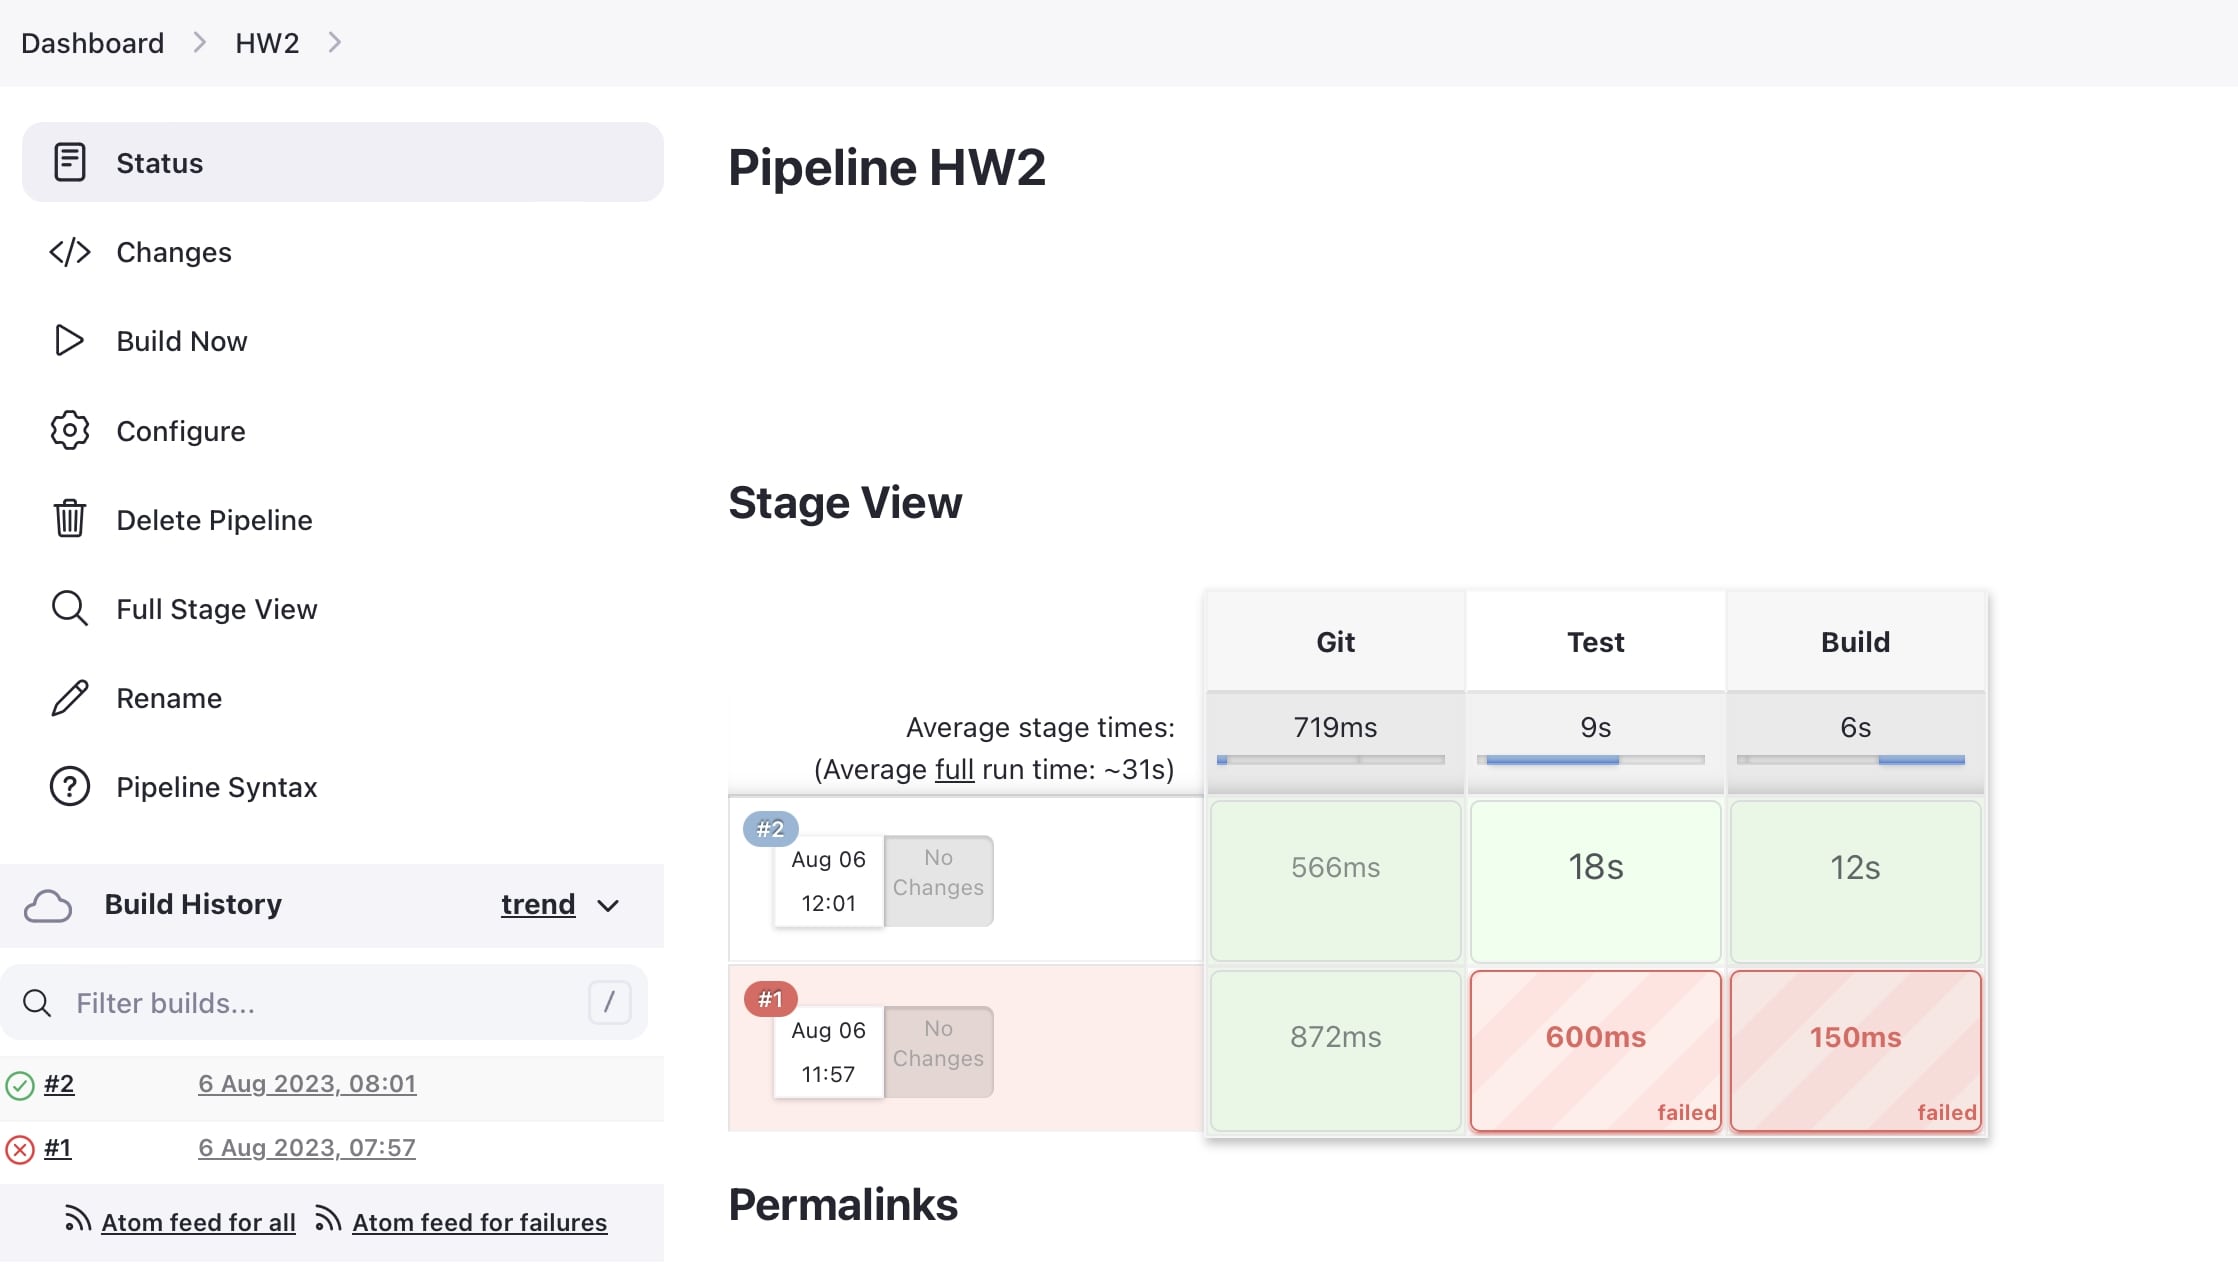 Dashboard > HW2 >
Status
Changes
Build Now
Configure
Delete Pipeline
Full Stage View
Rename
Pipeline Syntax
Build History trend
Filter builds... /
#2 6 Aug 2023, 08:01
#1 6 Aug 2023, 07:57
Atom feed for all Atom feed for failures
Pipeline HW2
Stage View
Git Test Build
Average stage times: 719ms 9s 6s
(Average full run time: ~31s)
#2
Aug 06 No
Changes
12:01
566ms 18s 12s
#1
Aug 06 No
Changes
11:57
872ms 600ms 150ms
failed failed
Permalinks